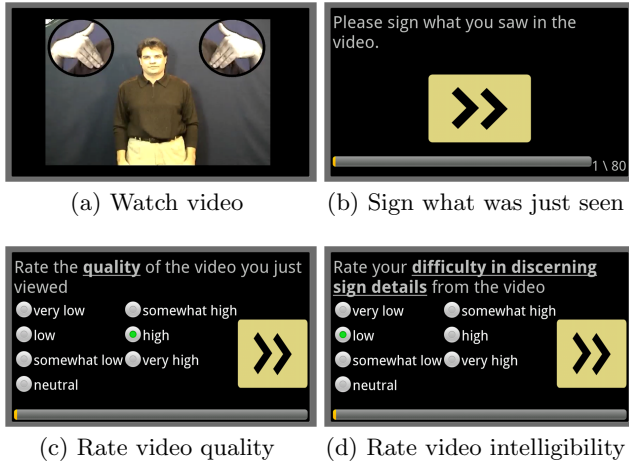 Please sign what you saw in the
video.
1 \ 80
(a) Watch video
(b) Sign what was just seen
Rate the quality of the video you just
viewed
very low
somewhat high
low
high
somewhat low
very high
neutral
Rate your difficulty in discerning
sign details from the video
very low
somewhat high
low
high
somewhat low
very high
neutral
(c) Rate video quality
(d) Rate video intelligibility